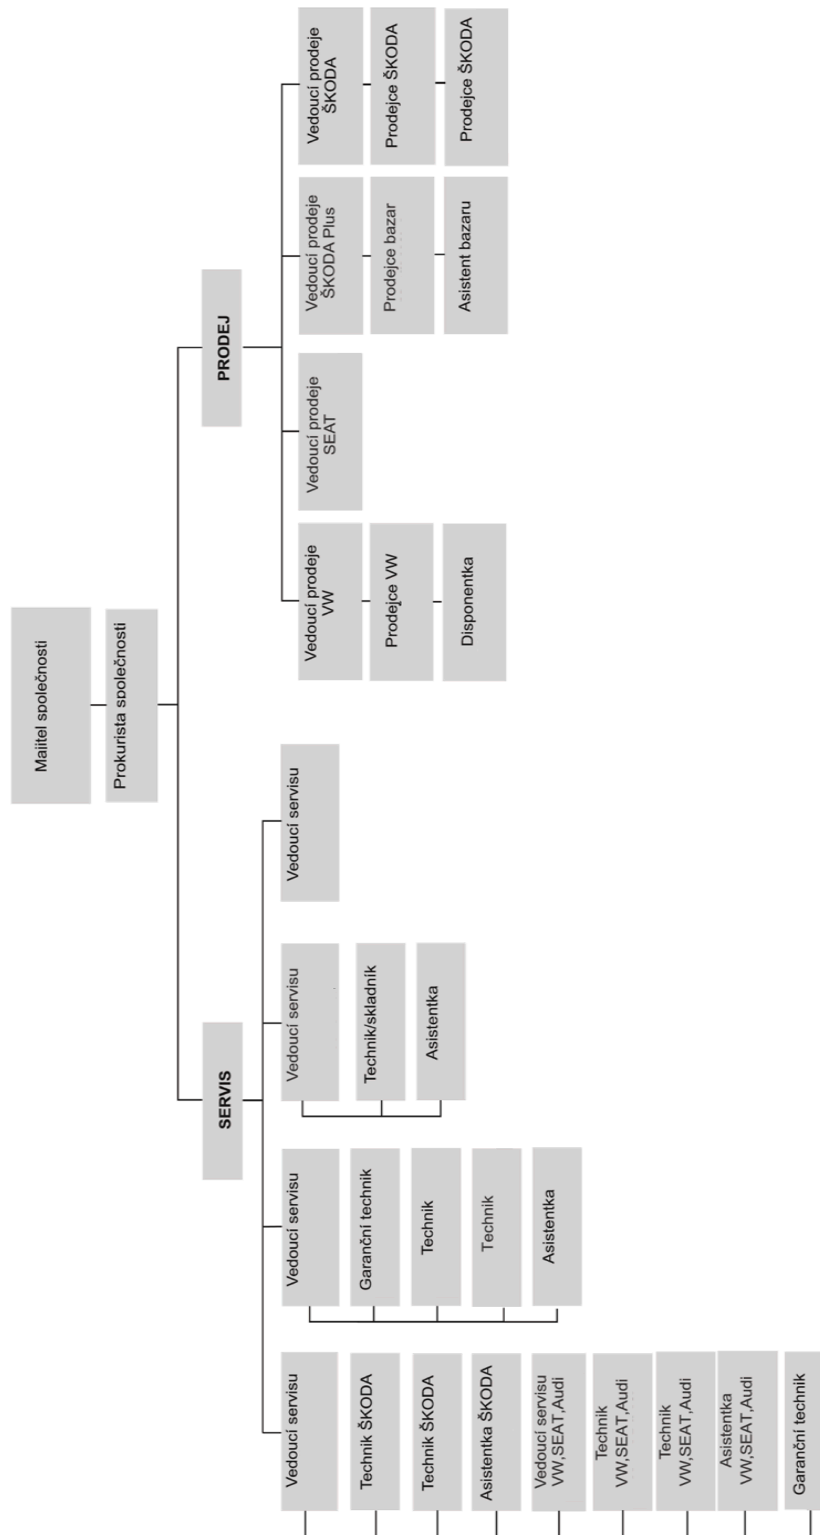 Maiitel společnosti
Prokurista společnosti
SERVIS
PRODEJ
Vedoucí servisu
Technik ŠKODA
Technik ŠKODA
Asistentka ŠKODA
Vedoucí servisu
VW,SEAT,Audi
Technik
VW,SEAT,Audi
Technik
VW,SEAT,Audi
Asistentka
VW,SEAT,Audi
Garanční technik
Vedoucí servisu
Garanční technik
Technik
Technik
Asistentka
Vedoucí servisu
Technik/skladník
Asistentka
Vedoucí servisu
Vedoucí prodeje
VW
Prodejce VW
Disponentka
Vedoucí prodeje
SEAT
Vedoucí prodeje
ŠKODA Plus
Prodejce bazar
Asistent bazaru
Vedoucí prodeje
ŠKODA
Prodejce ŠKODA
Prodejce ŠKODA